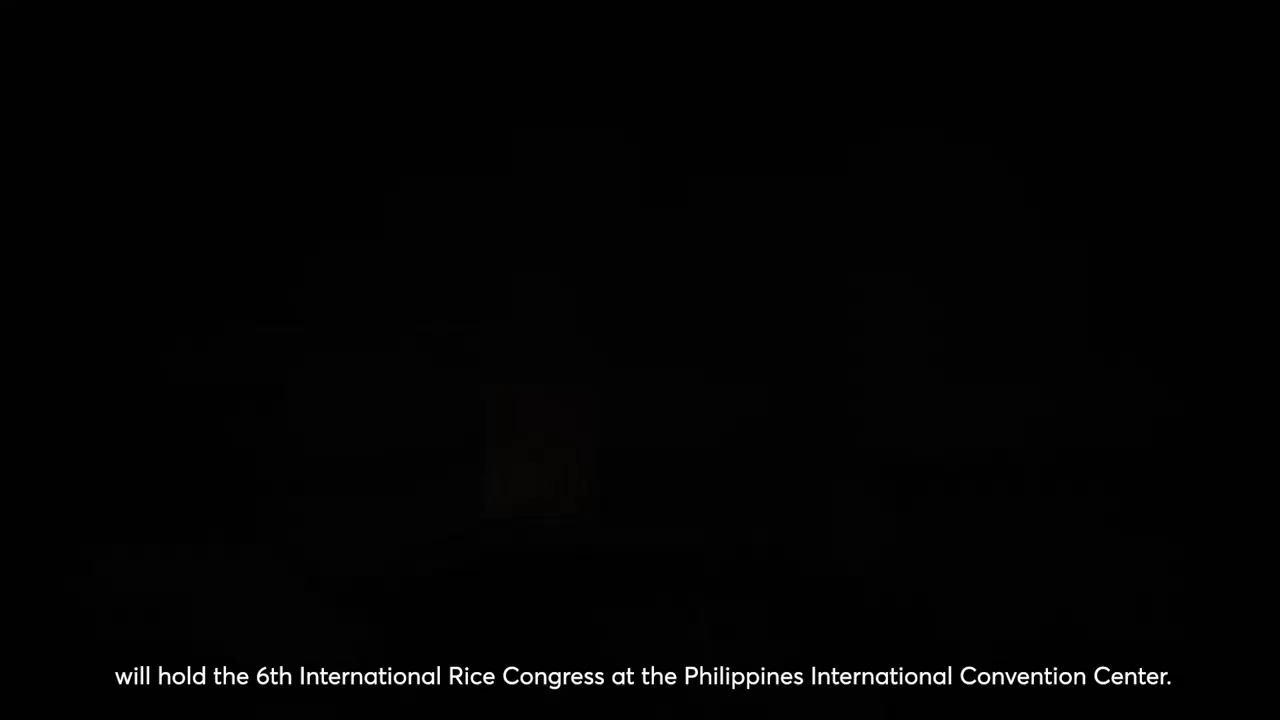 will hold the 6th International Rice Congress at the Philippines International Convention Center.